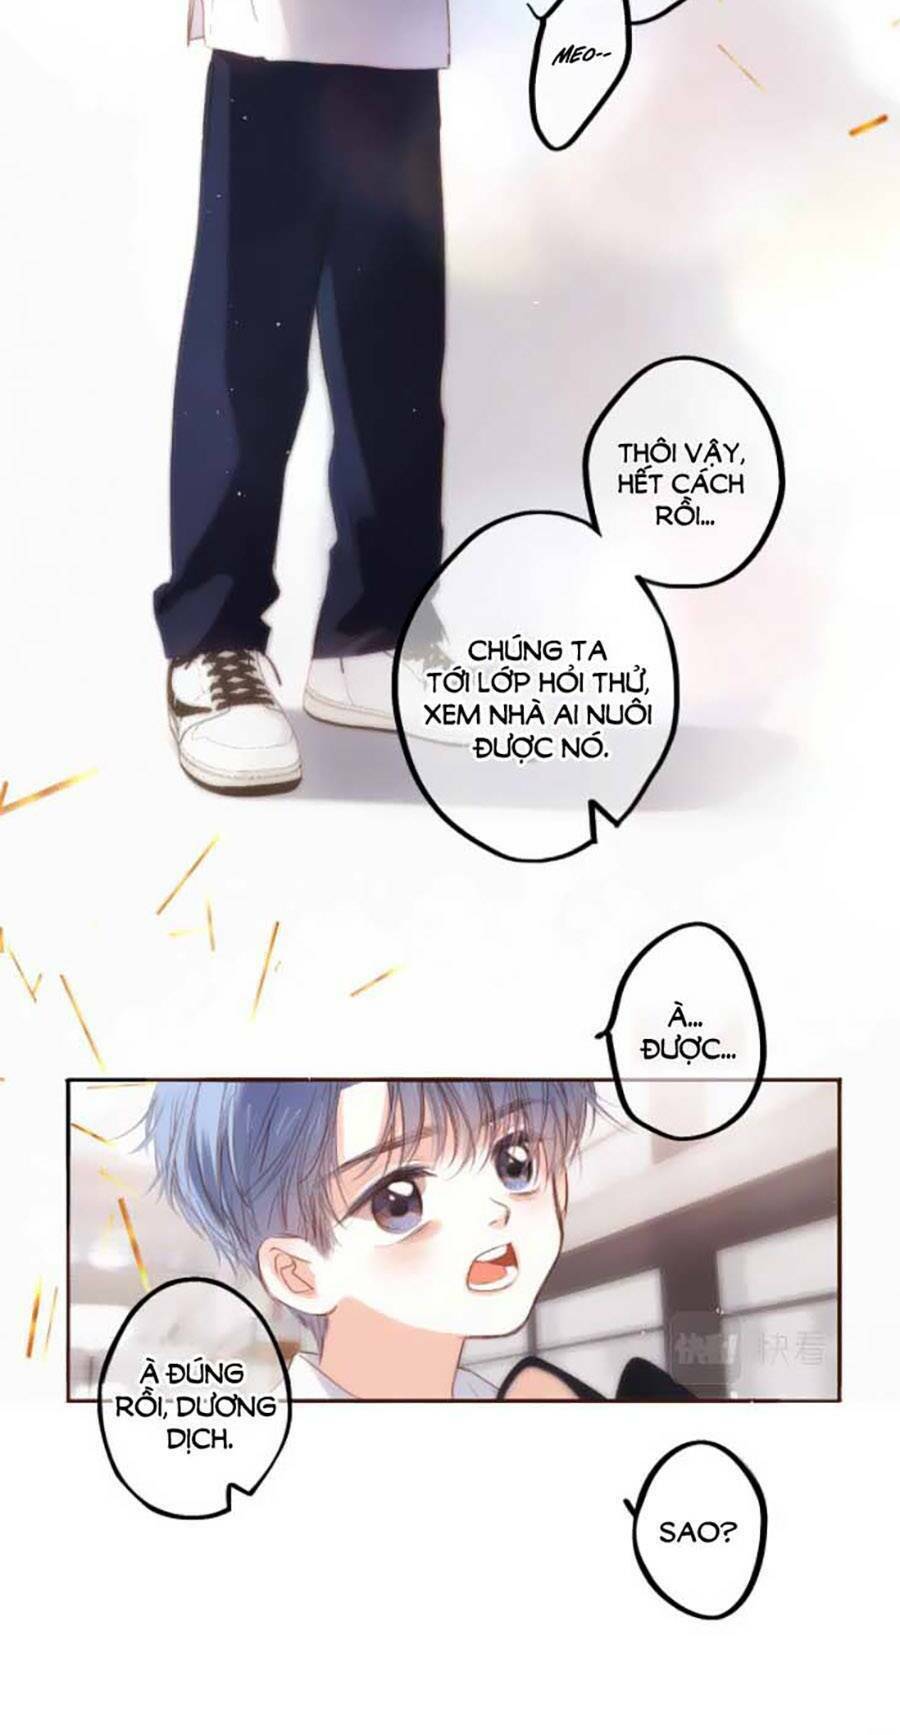 MEO--
THÔI VẬY,
HẾT CÁCH
RỒI...
CHÚNG TA
TỚI LỚP HỎI THỬ,
XEM NHÀ AI NUÔI
ĐƯỢC NÓ.
À...
ĐƯỢC...
快看
À ĐÚNG
RỒI, DƯƠNG
DỊCH.
SAO?